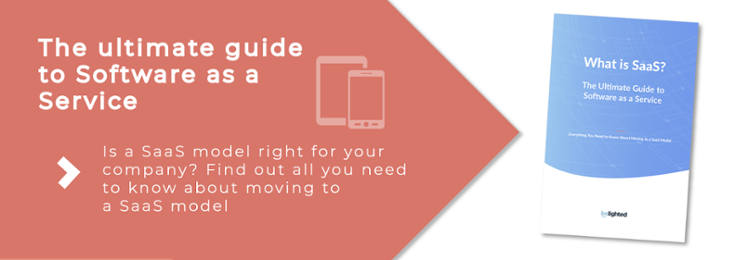 The ultimate guide
to Software as a
Service
Is a SaaS model right for your
company? Find out all you need
to know about moving to
a SaaS model
What is SaaS?
The Ultimate Guide to
Software as a Service
Everything You Need to Know About Moving to a SaaS Model
belighted